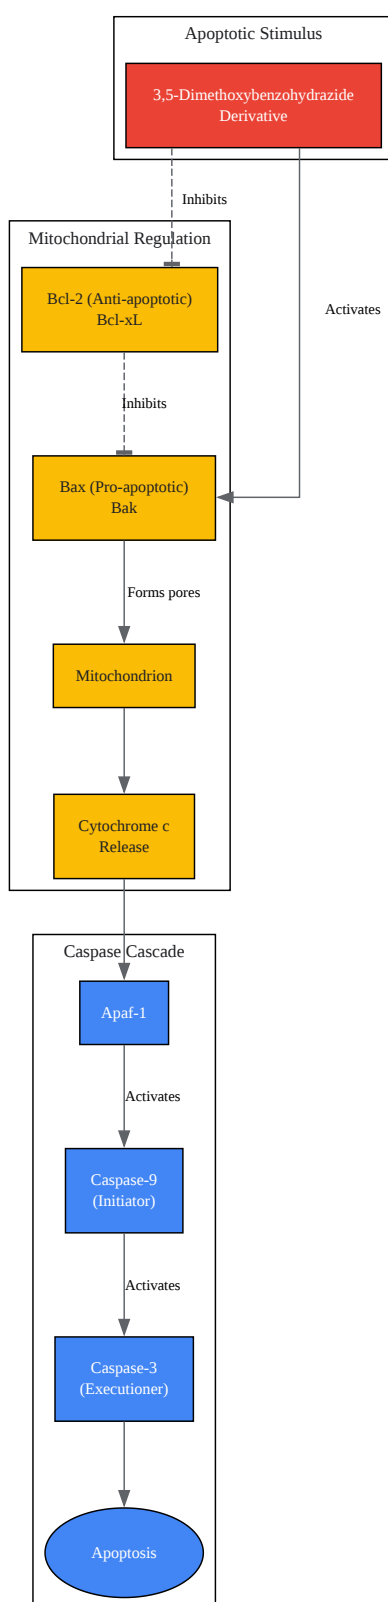 Apoptotic Stimulus
3,5-Dimethoxybenzohydrazide
Derivative
Inhibits
Mitochondrial Regulation
Bcl-2 (Anti-apoptotic)
Bcl-xL
Activates
Inhibits
Bax (Pro-apoptotic)
Bak
Forms pores
Mitochondrion
Cytochrome c
Release
Caspase Cascade
Apaf-1
Activates
Caspase-9
(Initiator)
Activates
Caspase-3
(Executioner)
Apoptosis